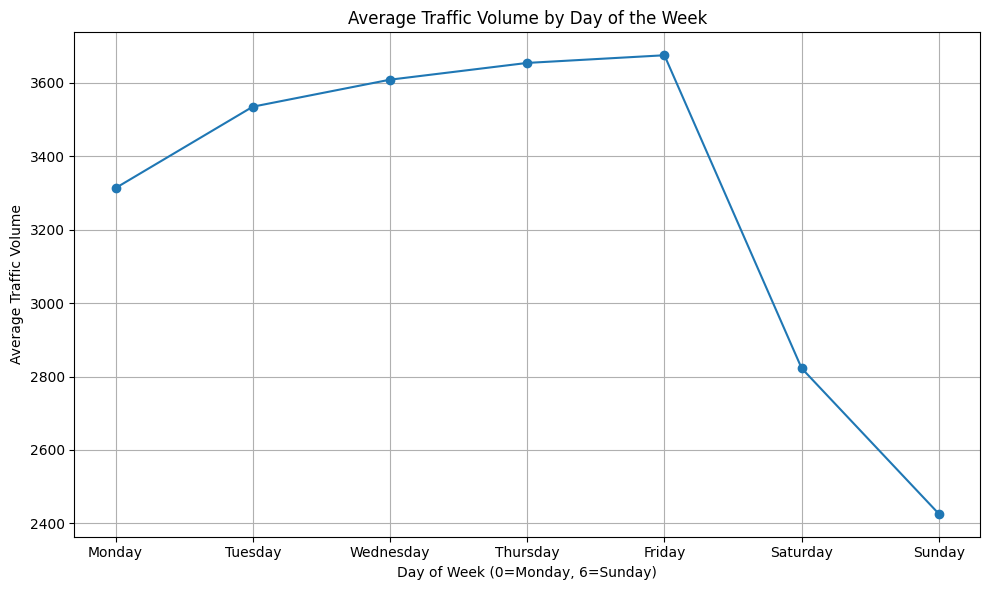 Average Traffic Volume by Day of the Week
Average Traffic Volume
3600
3400
3200
3000
2800
2600
2400
Monday Tuesday Wednesday Thursday Friday Saturday Sunday
Day of Week (0=Monday, 6=Sunday)